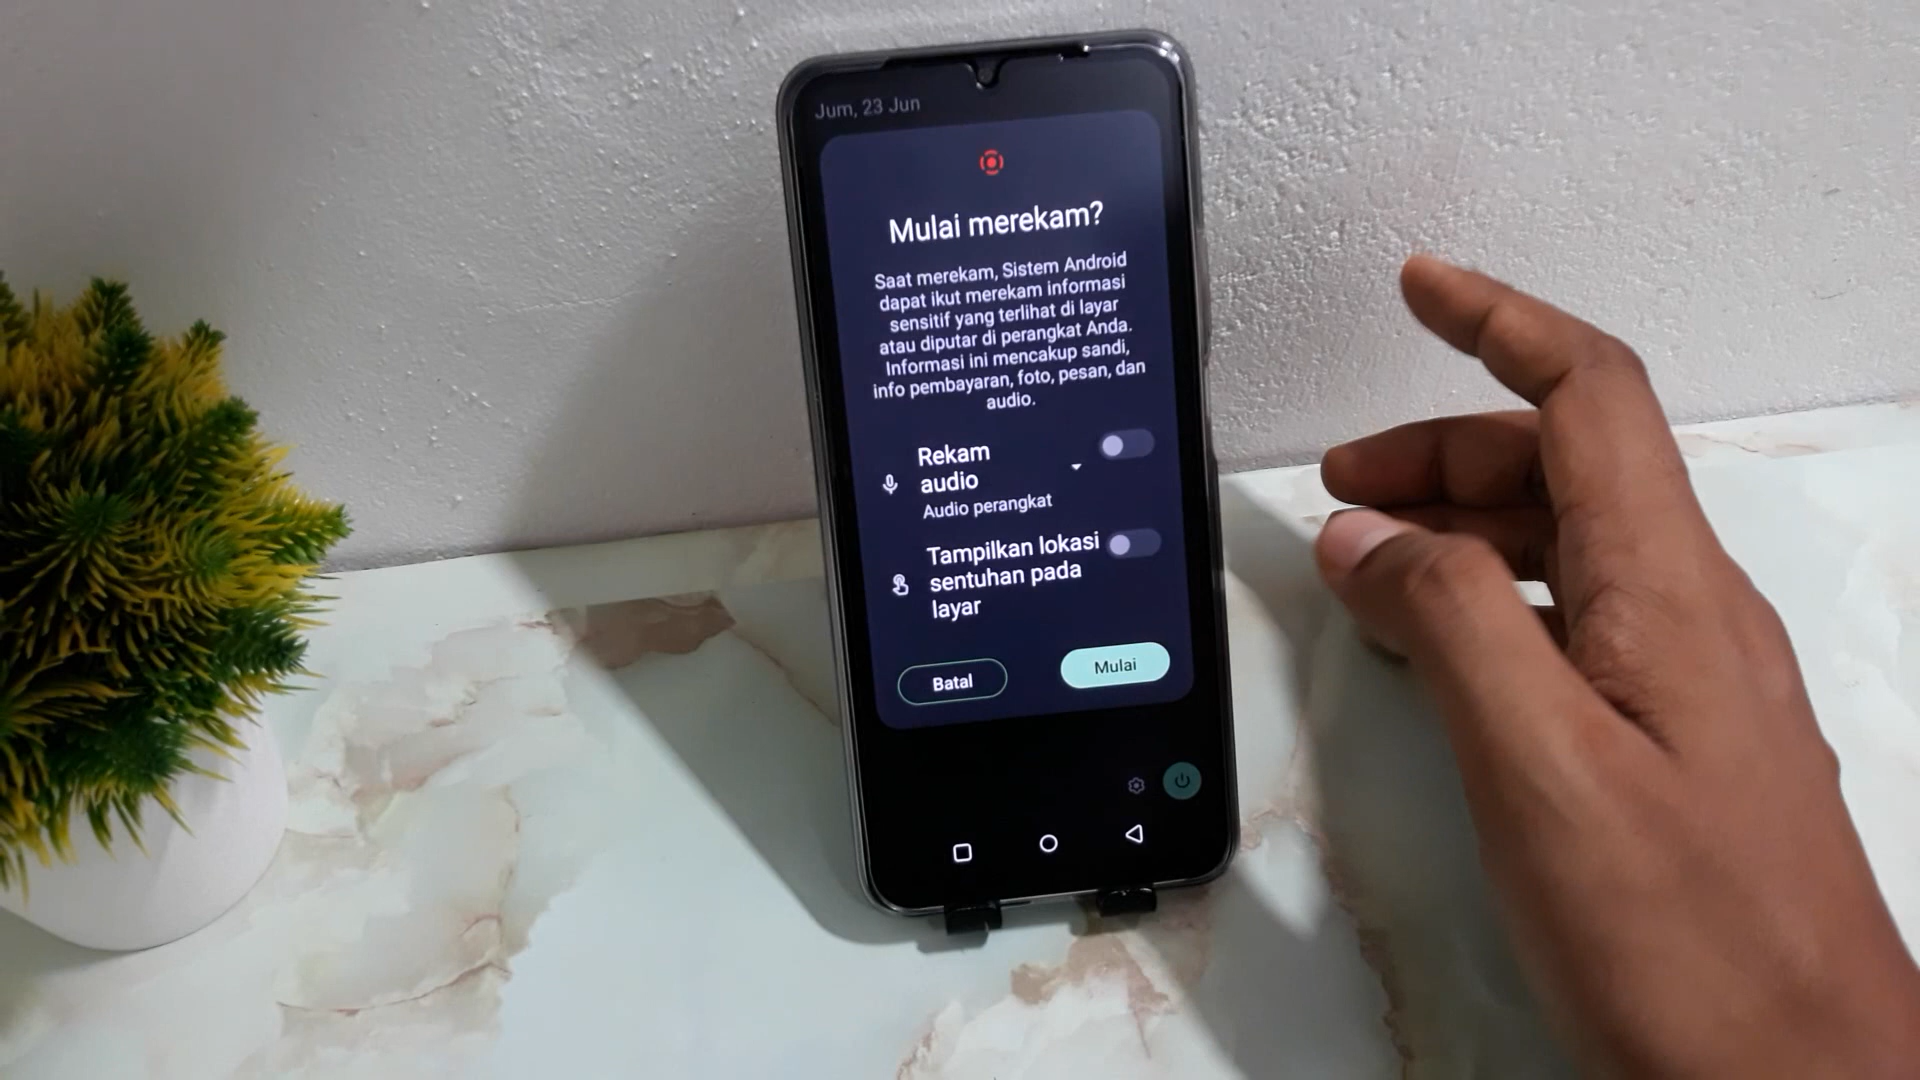 Jum, 23 Jun
Mulai merekam?
Saat merekam, Sistem Android
dapat ikut merekam informasi
sensitif yang terlihat di layar
atau diputar di perangkat Anda.
Informasi ini mencakup sandi,
info pembayaran, foto, pesan, dan
audio.
Rekam
audio
Audio perangkat
Tampilkan lokasi
sentuhan pada
layar
Batal
Mulai